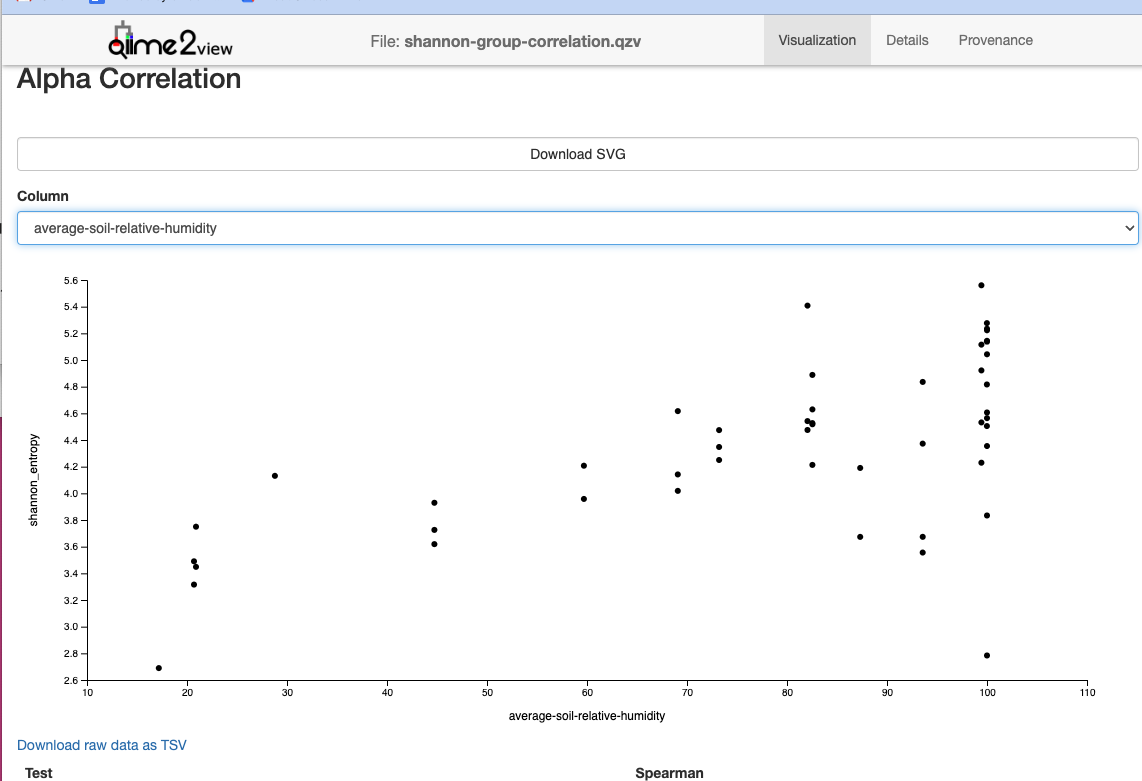 qiime2view
File: shannon-group-correlation.qzv
Visualization
Details
Provenance
Alpha Correlation
Download SVG
Column
average-soil-relative-humidity
5.6
5.4
5.2
5.0
4.8
4.6
4.4
4.2
4.0
3.8
3.6
3.4
3.2
3.0
2.8
2.6
shannon_entropy
10 20 30 40 50 60 70 80 90 100 110
average-soil-relative-humidity
Download raw data as TSV
Test Spearman